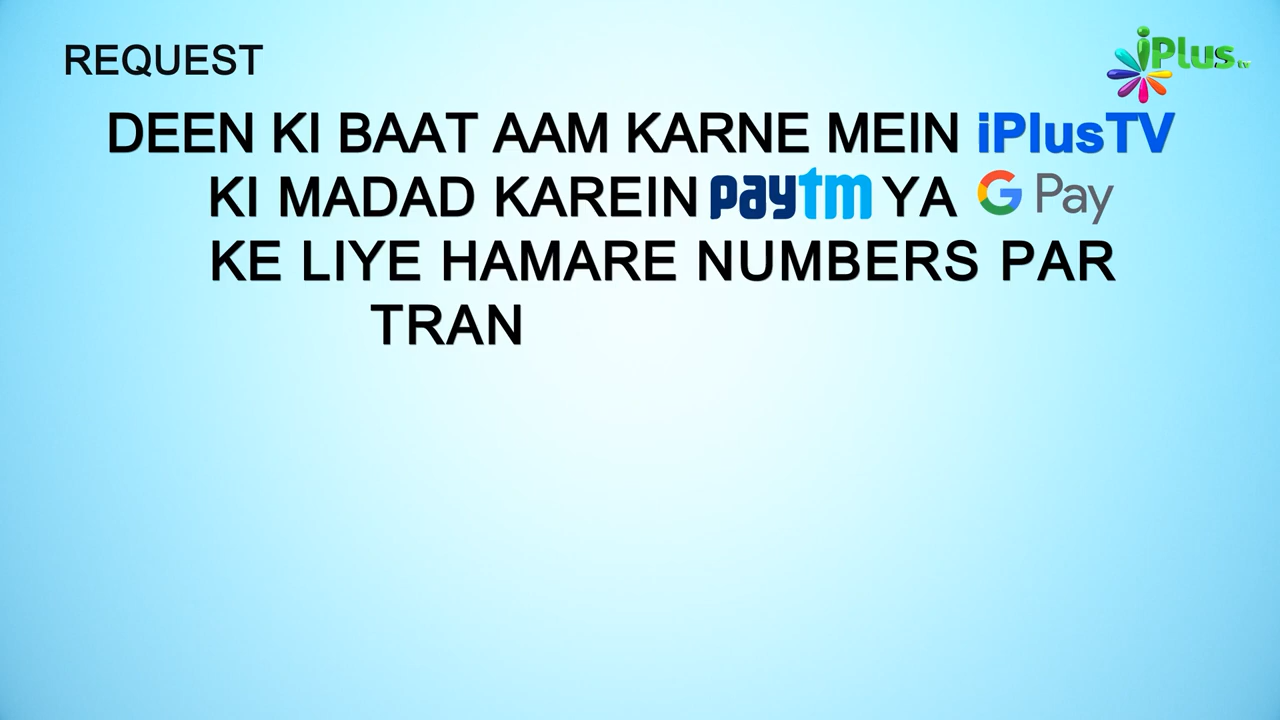 REQUEST
iPlus tv
DEEN KI BAAT AAM KARNE MEIN iPlusTV
KI MADAD KAREIN paytm YA G Pay
KE LIYE HAMARE NUMBERS PAR
TRAN